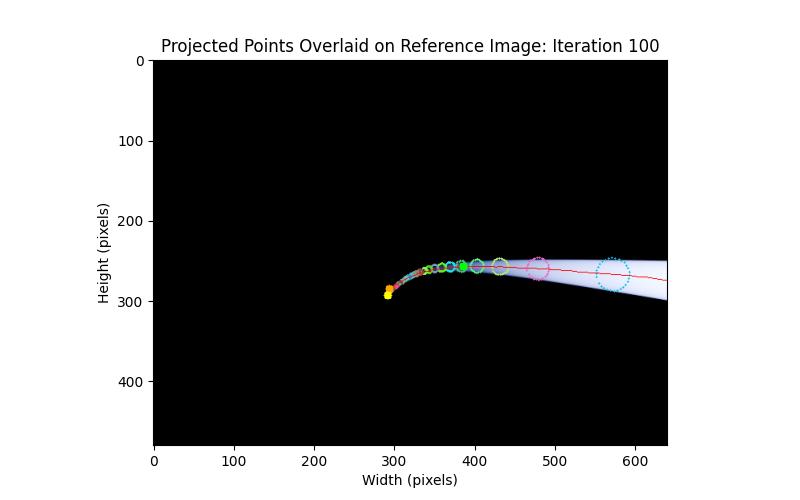 Projected Points Overlaid on Reference Image: Iteration 100
0
100
200
300
400
Height (pixels)
0 100 200 300 400 500 600
Width (pixels)